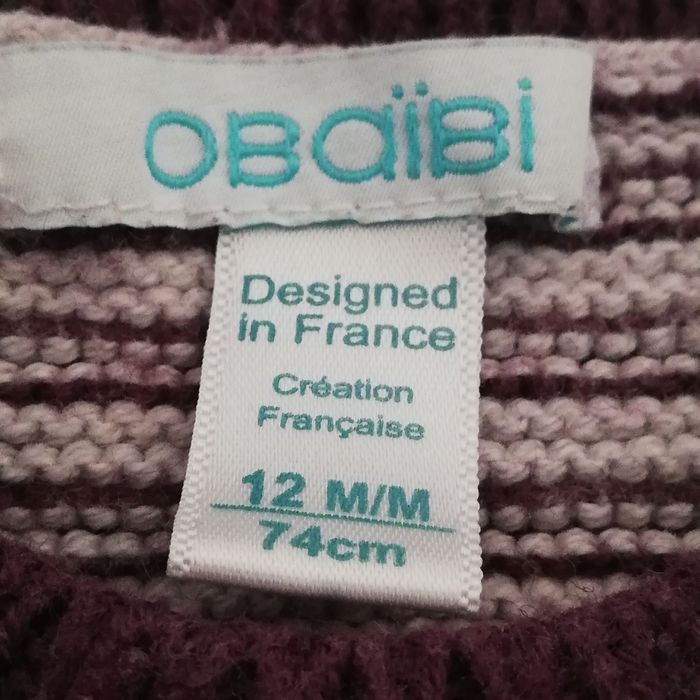 obaïbi
Designed
in France
Création
Française
12 M/M
74cm